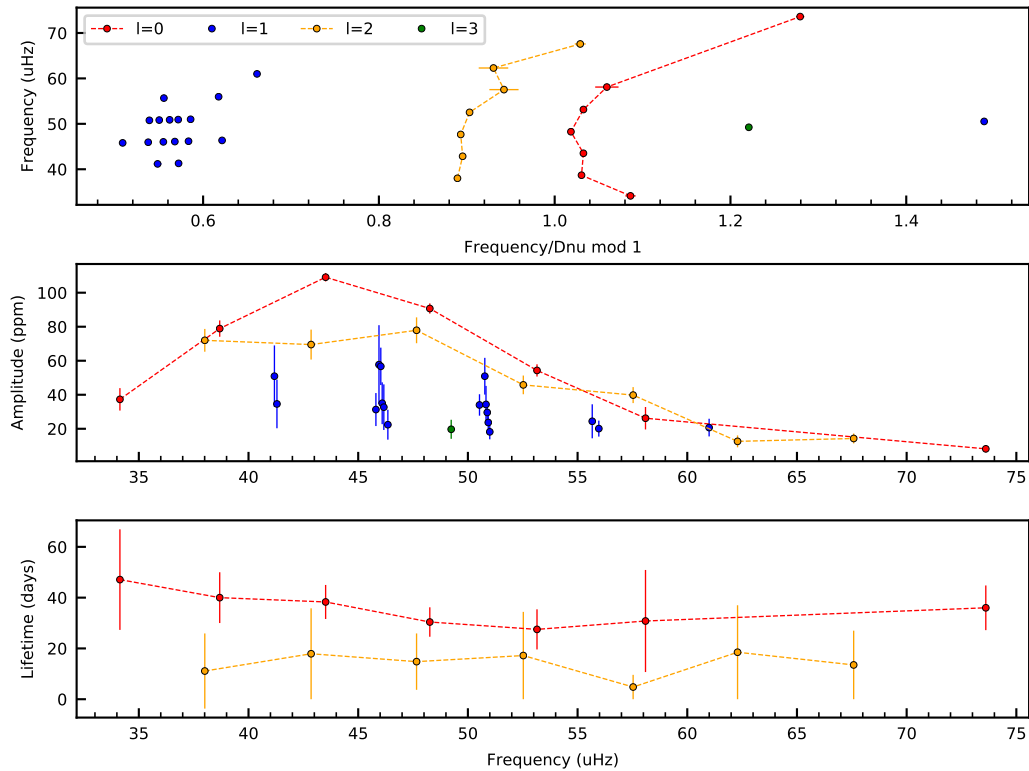 l=0 l=1 l=2 l=3
Frequency (uHz)
70
60
50
40
0.6 0.8 1.0 1.2 1.4
Frequency/Dnu mod 1
Amplitude (ppm)
100
80
60
40
20
35 40 45 50 55 60 65 70 75
Lifetime (days)
60
40
20
0
35 40 45 50 55 60 65 70 75
Frequency (uHz)